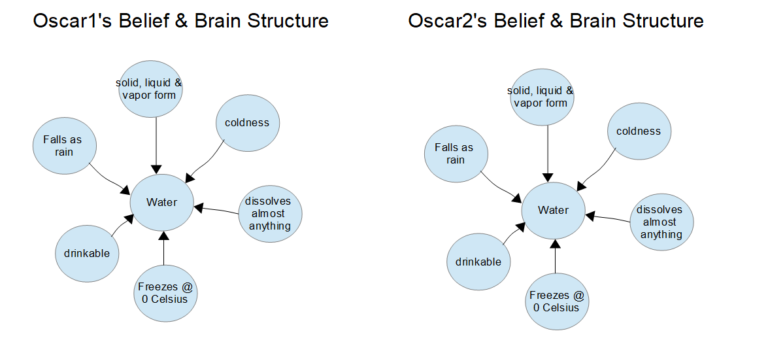 Oscar1's Belief & Brain Structure
solid, liquid &
vapor form
coldness
Falls as
rain
Water
dissolves
almost
anything
drinkable
Freezes @
0 Celsius
Oscar2's Belief & Brain Structure
solid, liquid &
vapor form
coldness
Falls as
rain
Water
dissolves
almost
anything
drinkable
Freezes @
0 Celsius